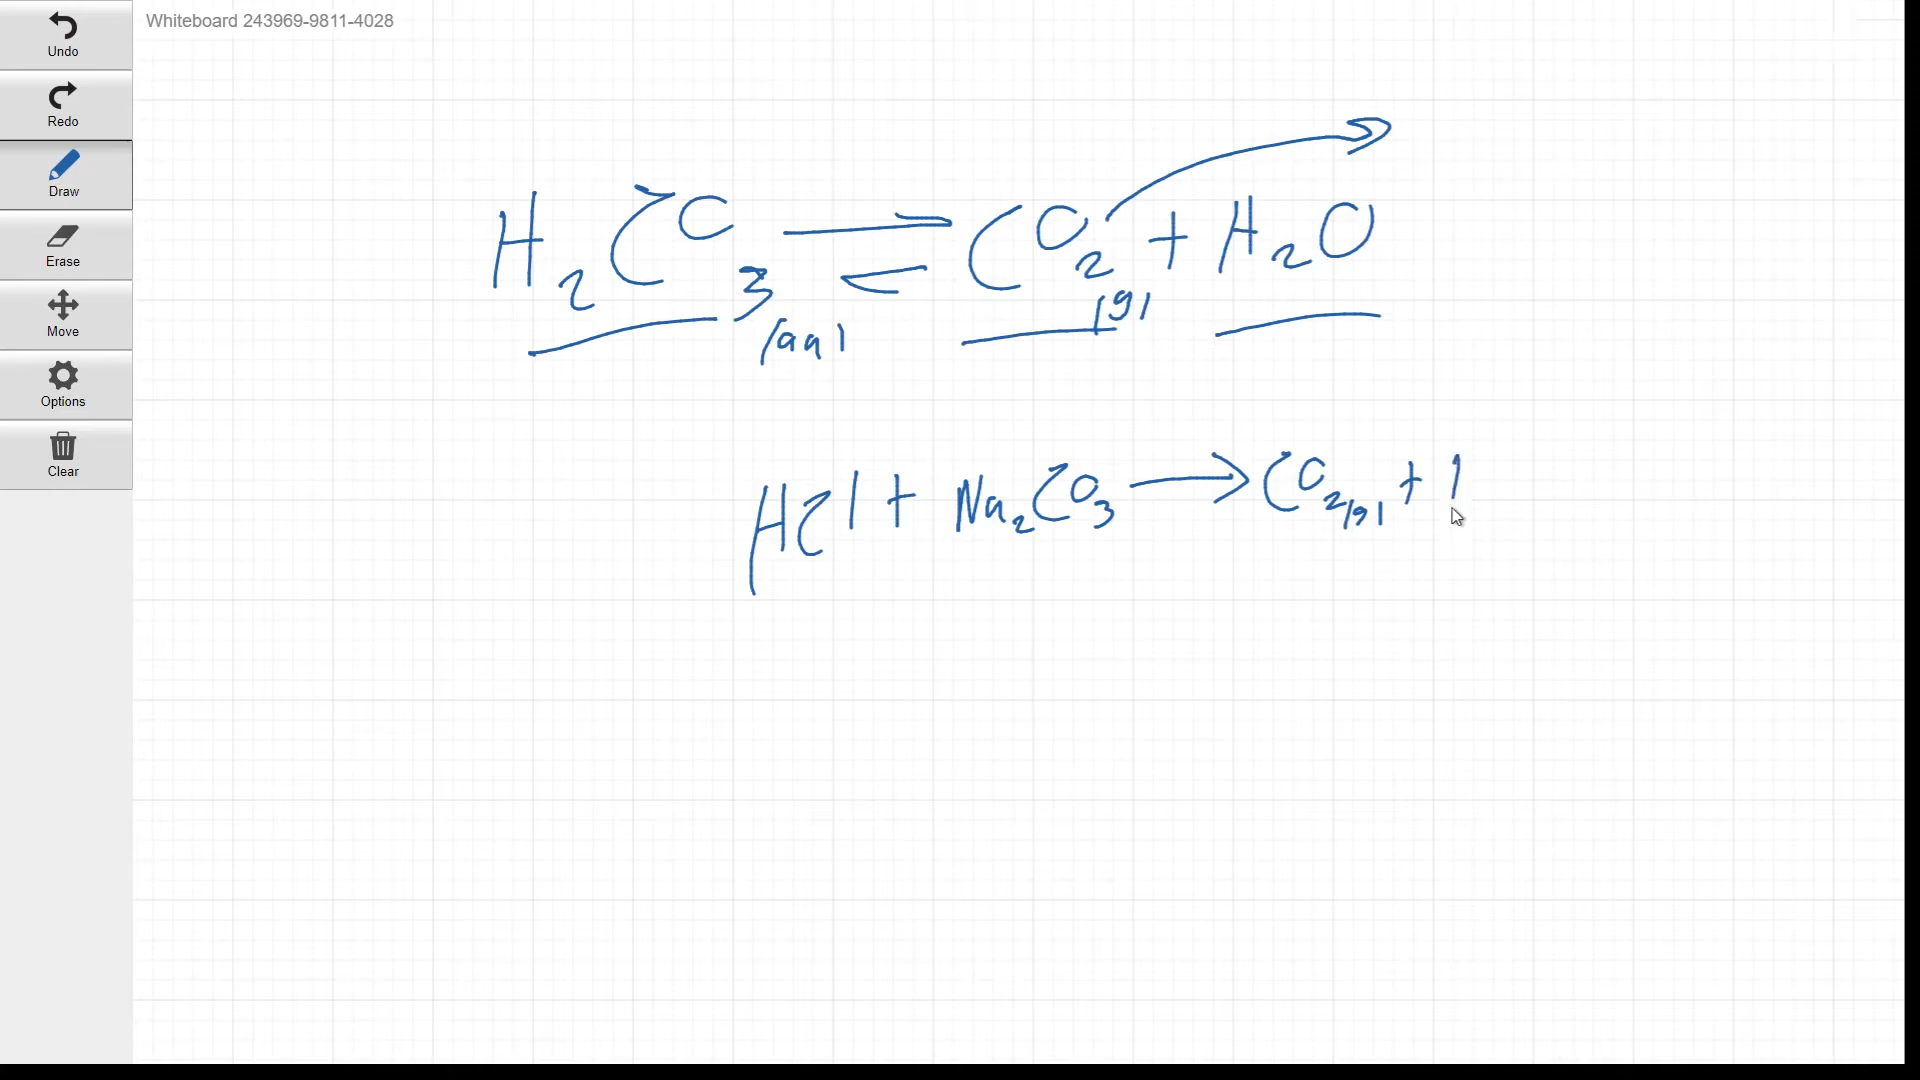 Whiteboard 243969-9811-4028
Undo
Redo
Draw
Erase
Move
Options
Clear
H₂CO₃(aq) ⇌ CO₂(g) + H₂O
HCl + Na₂CO₃ → CO₂(g) +